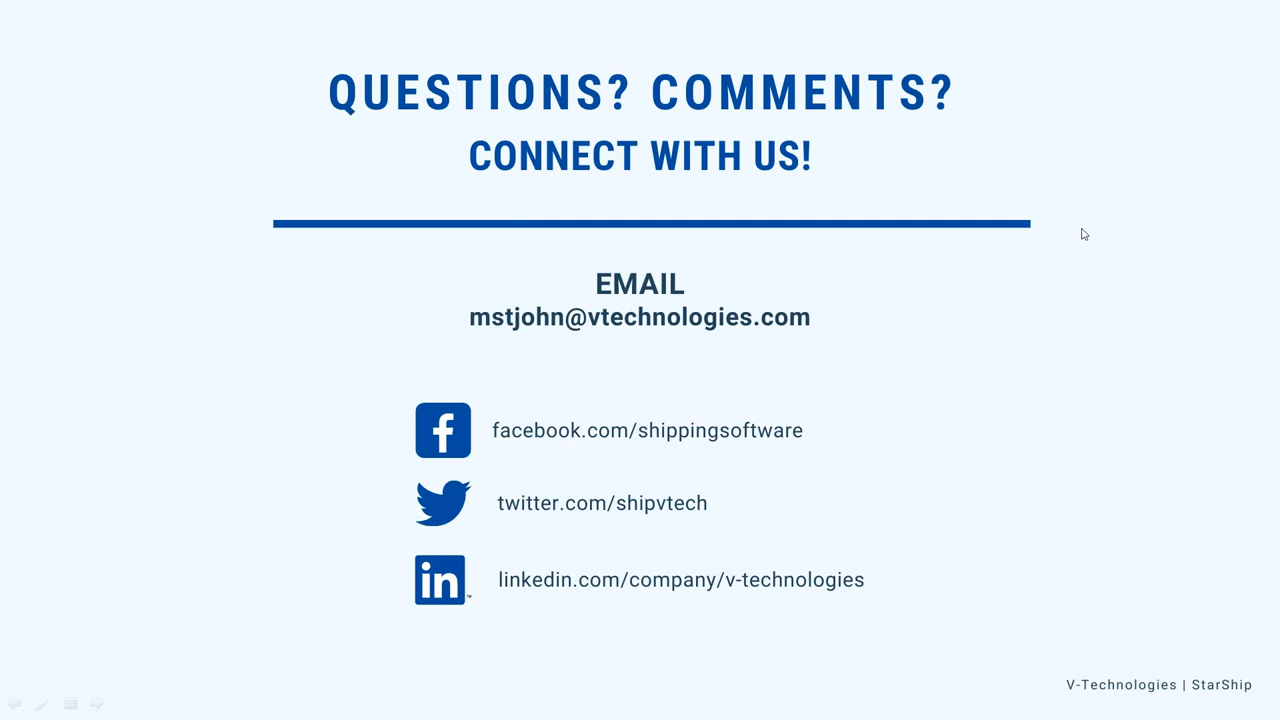 QUESTIONS? COMMENTS?
CONNECT WITH US!
EMAIL
mstjohn@vtechnologies.com
facebook.com/shippingsoftware
twitter.com/shipvtech
in™
linkedin.com/company/v-technologies
V-Technologies | StarShip